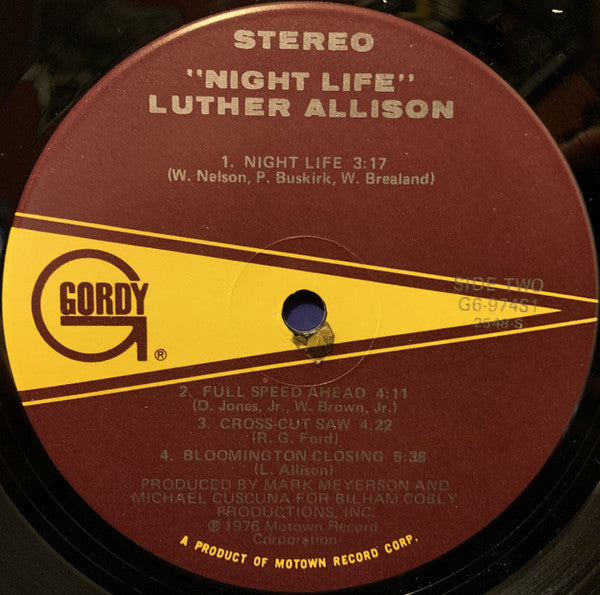 STEREO
"NIGHT LIFE"
LUTHER ALLISON
1. NIGHT LIFE 3:17
(W. Nelson, P. Buskirk, W. Brealand)
GORDY
®
SIDE TWO
G6-974S1
2548-S
2. FULL SPEED AHEAD 4:11
(D. Jones, Jr., W. Brown, Jr.)
3. CROSS-CUT SAW 4:22
(R. G. Ford)
4. BLOOMINGTON CLOSING 5:38
(L. Allison)
PRODUCED BY MARK MEYERSON AND
MICHAEL CUSCUNA FOR BILHAM COBLY
PRODUCTIONS, INC.
℗ 1976 Motown Record
Corporation
A PRODUCT OF MOTOWN RECORD CORP.